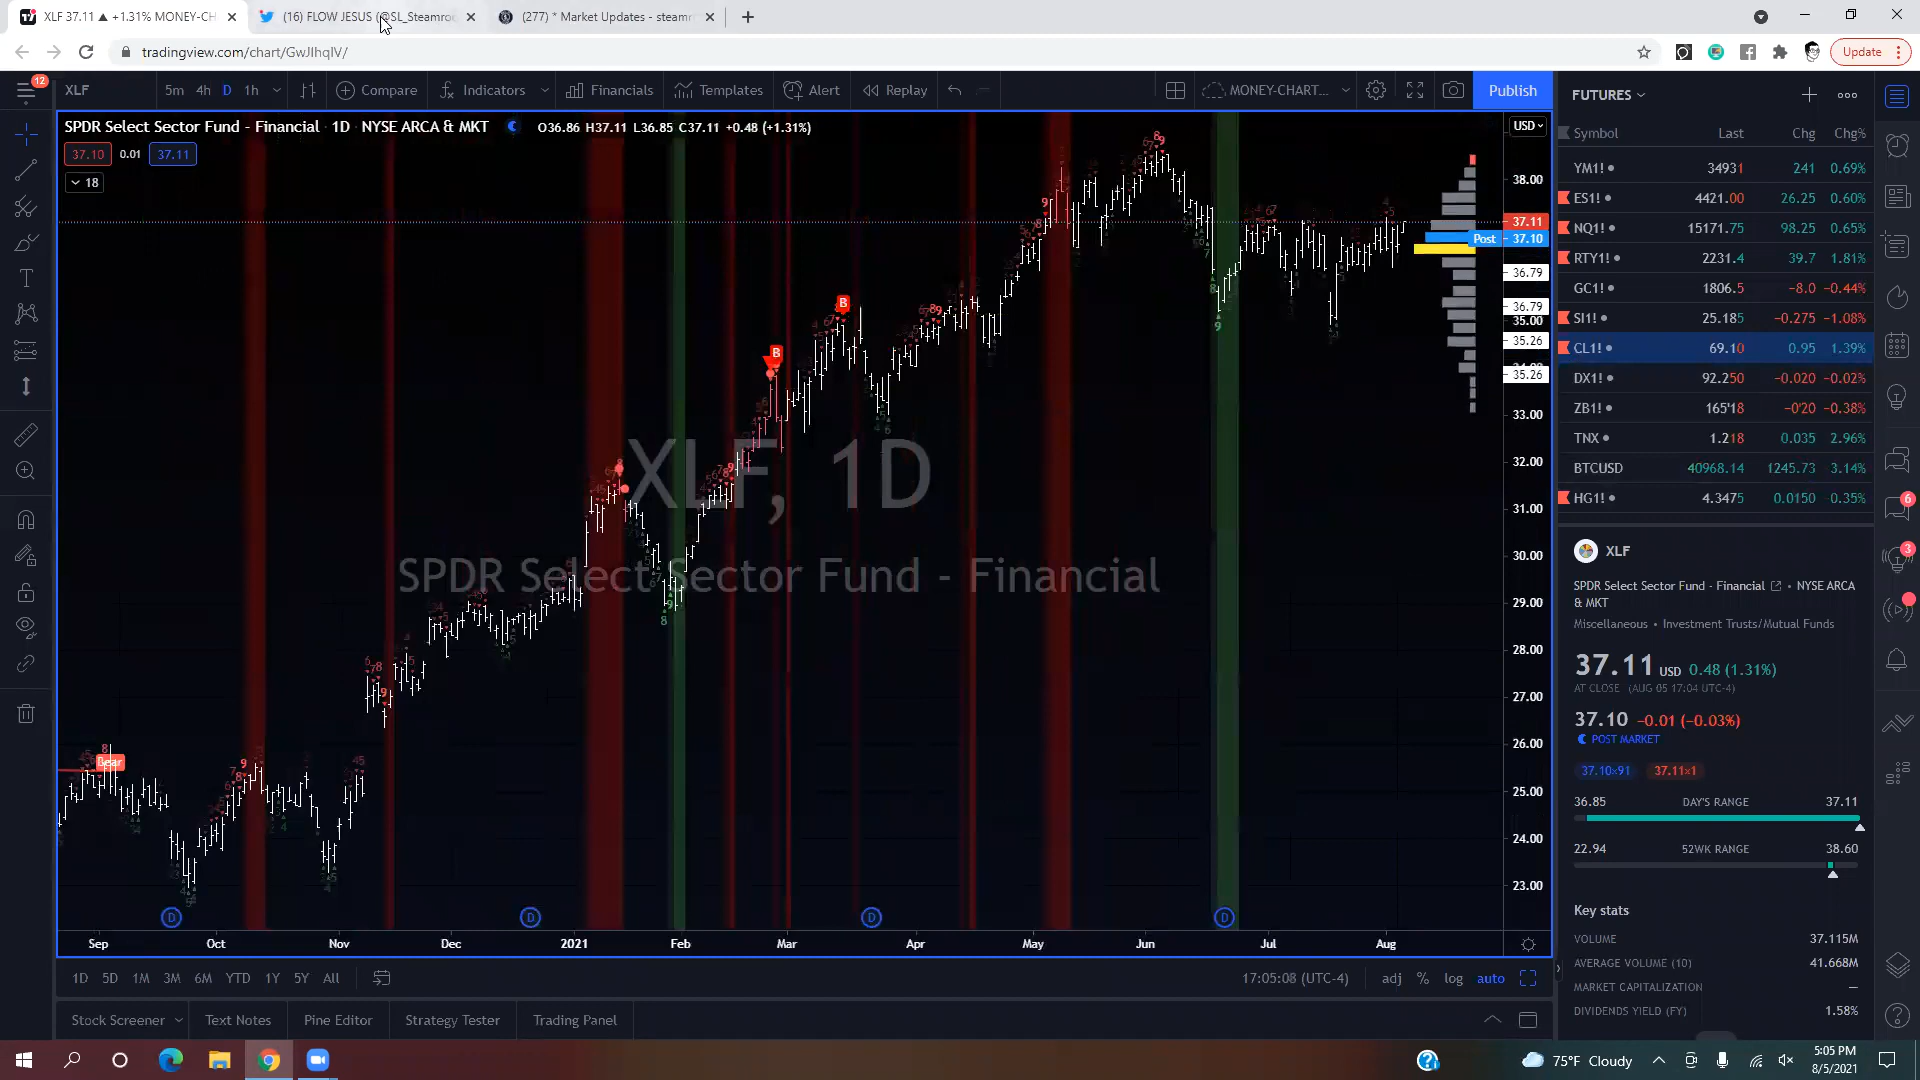 XLF 37.11 ▲ +1.31% MONEY-CH
(16) FLOW JESUS (@SL_Steamro
(277) * Market Updates - steamr
tradingview.com/chart/GwJIhqIV/
Update
12
XLF
5m 4h D 1h
Compare
Indicators
Financials
Templates
Alert
Replay
MONEY-CHART...
Publish
SPDR Select Sector Fund - Financial 1D NYSE ARCA & MKT O36.86 H37.11 L36.85 C37.11 +0.48 (+1.31%)
37.10 0.01 37.11
18
XLF, 1D
SPDR Select Sector Fund - Financial
B
B
Bear
USD
38.00
37.11
Post 37.10
36.79
36.79
35.00
35.26
35.26
33.00
32.00
31.00
30.00
29.00
28.00
27.00
26.00
25.00
24.00
23.00
D D D D
Sep Oct Nov Dec 2021 Feb Mar Apr May Jun Jul Aug
1D 5D 1M 3M 6M YTD 1Y 5Y All
17:05:08 (UTC-4) adj % log auto
Stock Screener Text Notes Pine Editor Strategy Tester Trading Panel
FUTURES
Symbol Last Chg Chg%
YM1! 34931 241 0.69%
ES1! 4421.00 26.25 0.60%
NQ1! 15171.75 98.25 0.65%
RTY1! 2231.4 39.7 1.81%
GC1! 1806.5 −8.0 −0.44%
SI1! 25.185 −0.275 −1.08%
CL1! 69.10 0.95 1.39%
DX1! 92.250 −0.020 −0.02%
ZB1! 165'18 −0'20 −0.38%
TNX 1.218 0.035 2.96%
BTCUSD 40968.14 1245.73 3.14%
HG1! 4.3475 0.0150 0.35%
6
3
XLF
SPDR Select Sector Fund - Financial • NYSE ARCA
& MKT
Miscellaneous • Investment Trusts/Mutual Funds
37.11 USD 0.48 (1.31%)
AT CLOSE (AUG 05 17:04 UTC-4)
37.10 −0.01 (−0.03%)
POST MARKET
37.10×91 37.11×1
36.85 DAY'S RANGE 37.11
22.94 52WK RANGE 38.60
Key stats
VOLUME 37.115M
AVERAGE VOLUME (10) 41.668M
MARKET CAPITALIZATION —
DIVIDENDS YIELD (FY) 1.58%
75°F Cloudy
5:05 PM
8/5/2021